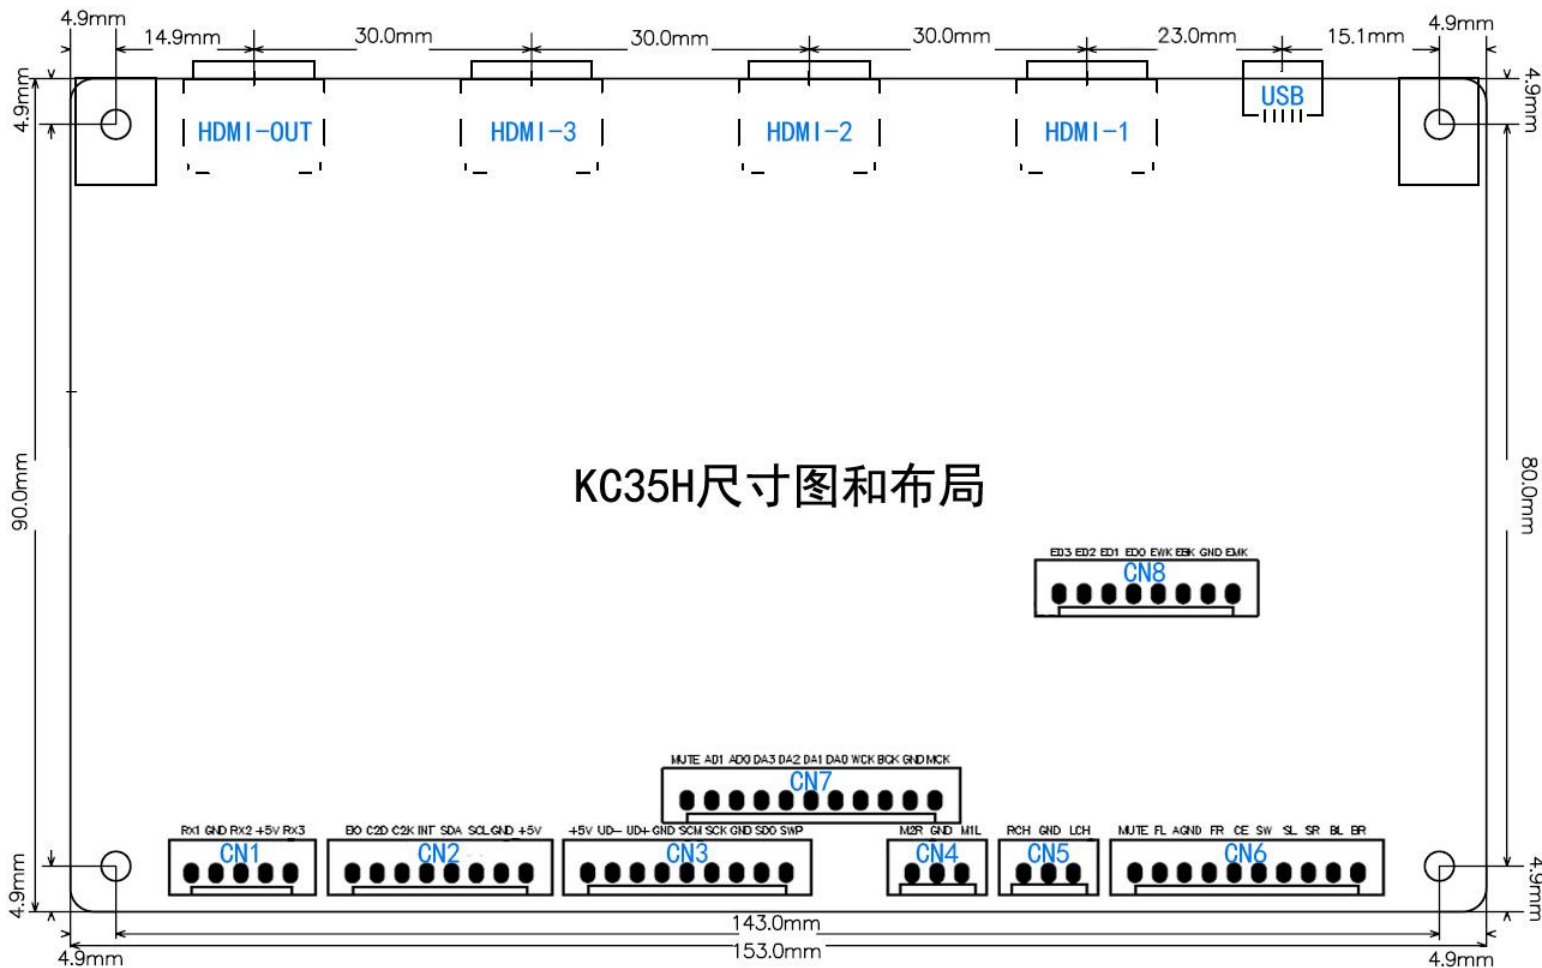 4.9mm
4.9mm
14.9mm
30.0mm
30.0mm
30.0mm
23.0mm
15.1mm
4.9mm
4.9mm
USB
HDMI-OUT
HDMI-3
HDMI-2
HDMI-1
90.0mm
KC35H尺寸图和布局
80.0mm
ED3 ED2 ED1 ED0 EWK EBK GND EMK
CN8
MUTE AD1 AD0 DA3 DA2 DA1 DA0 WCK BCK GND MCK
CN7
RX1 GND RX2 +5V RX3
CN1
C2D C2K INT SDA SCL GND +5V
CN2
+5V UD- UD+ GND SCM SCK GND SD0 SWP
CN3
M2R GND M1L
CN4
RCH GND LCH
CN5
MUTE FL AGND FR CE SW SL SR BL BR
CN6
4.9mm
4.9mm
143.0mm
153.0mm
4.9mm
4.9mm